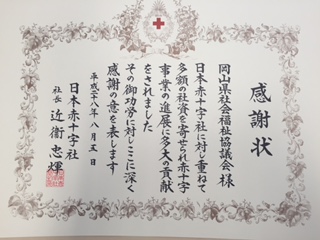 感謝状
岡山県社会福祉協議会様
日本赤十字社に対し重ねて
多額の社資を寄せられ赤十字
事業の進展に多大の貢献
をされました
その御功労に対しここに深く
感謝の意を表します
平成二十八年八月五日
日本赤十字社
社長 近衞忠煇